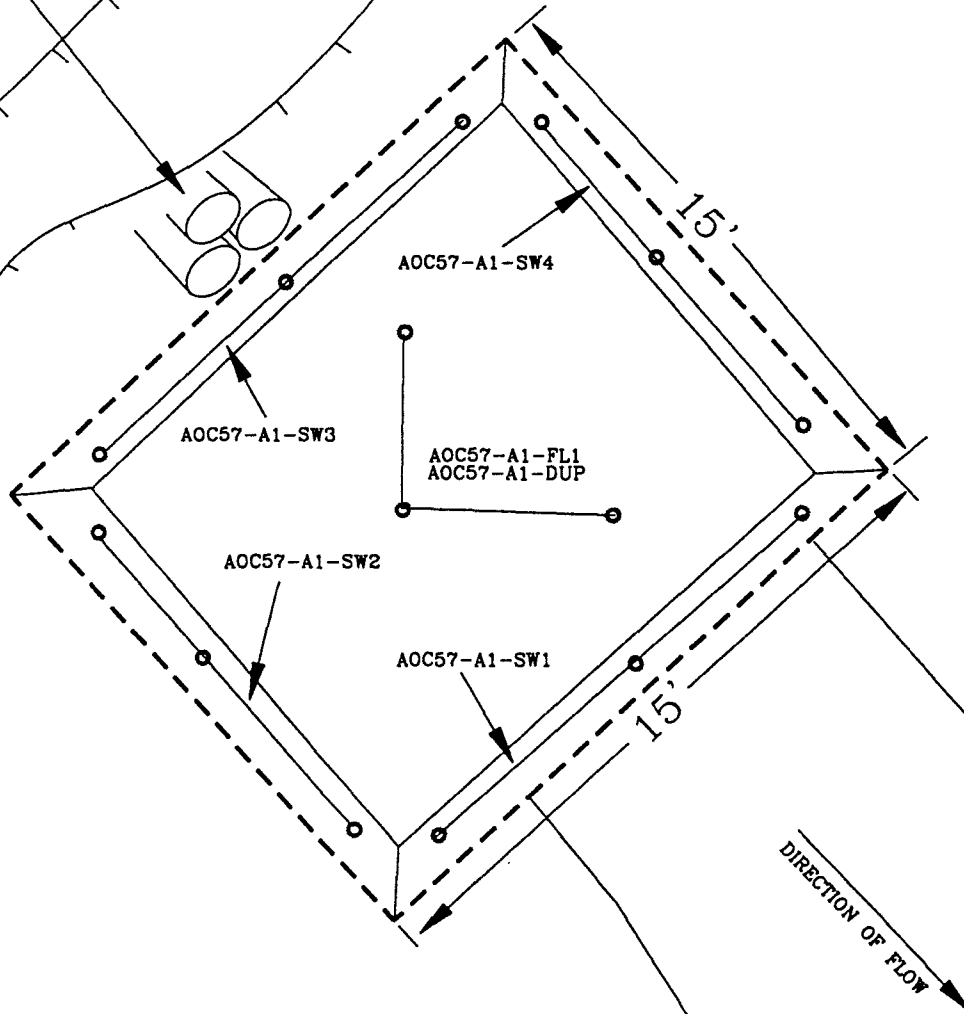 15'
AOC57-A1-SW4
AOC57-A1-SW3
AOC57-A1-FL1
AOC57-A1-DUP
AOC57-A1-SW2
AOC57-A1-SW1
15'
DIRECTION OF FLOW